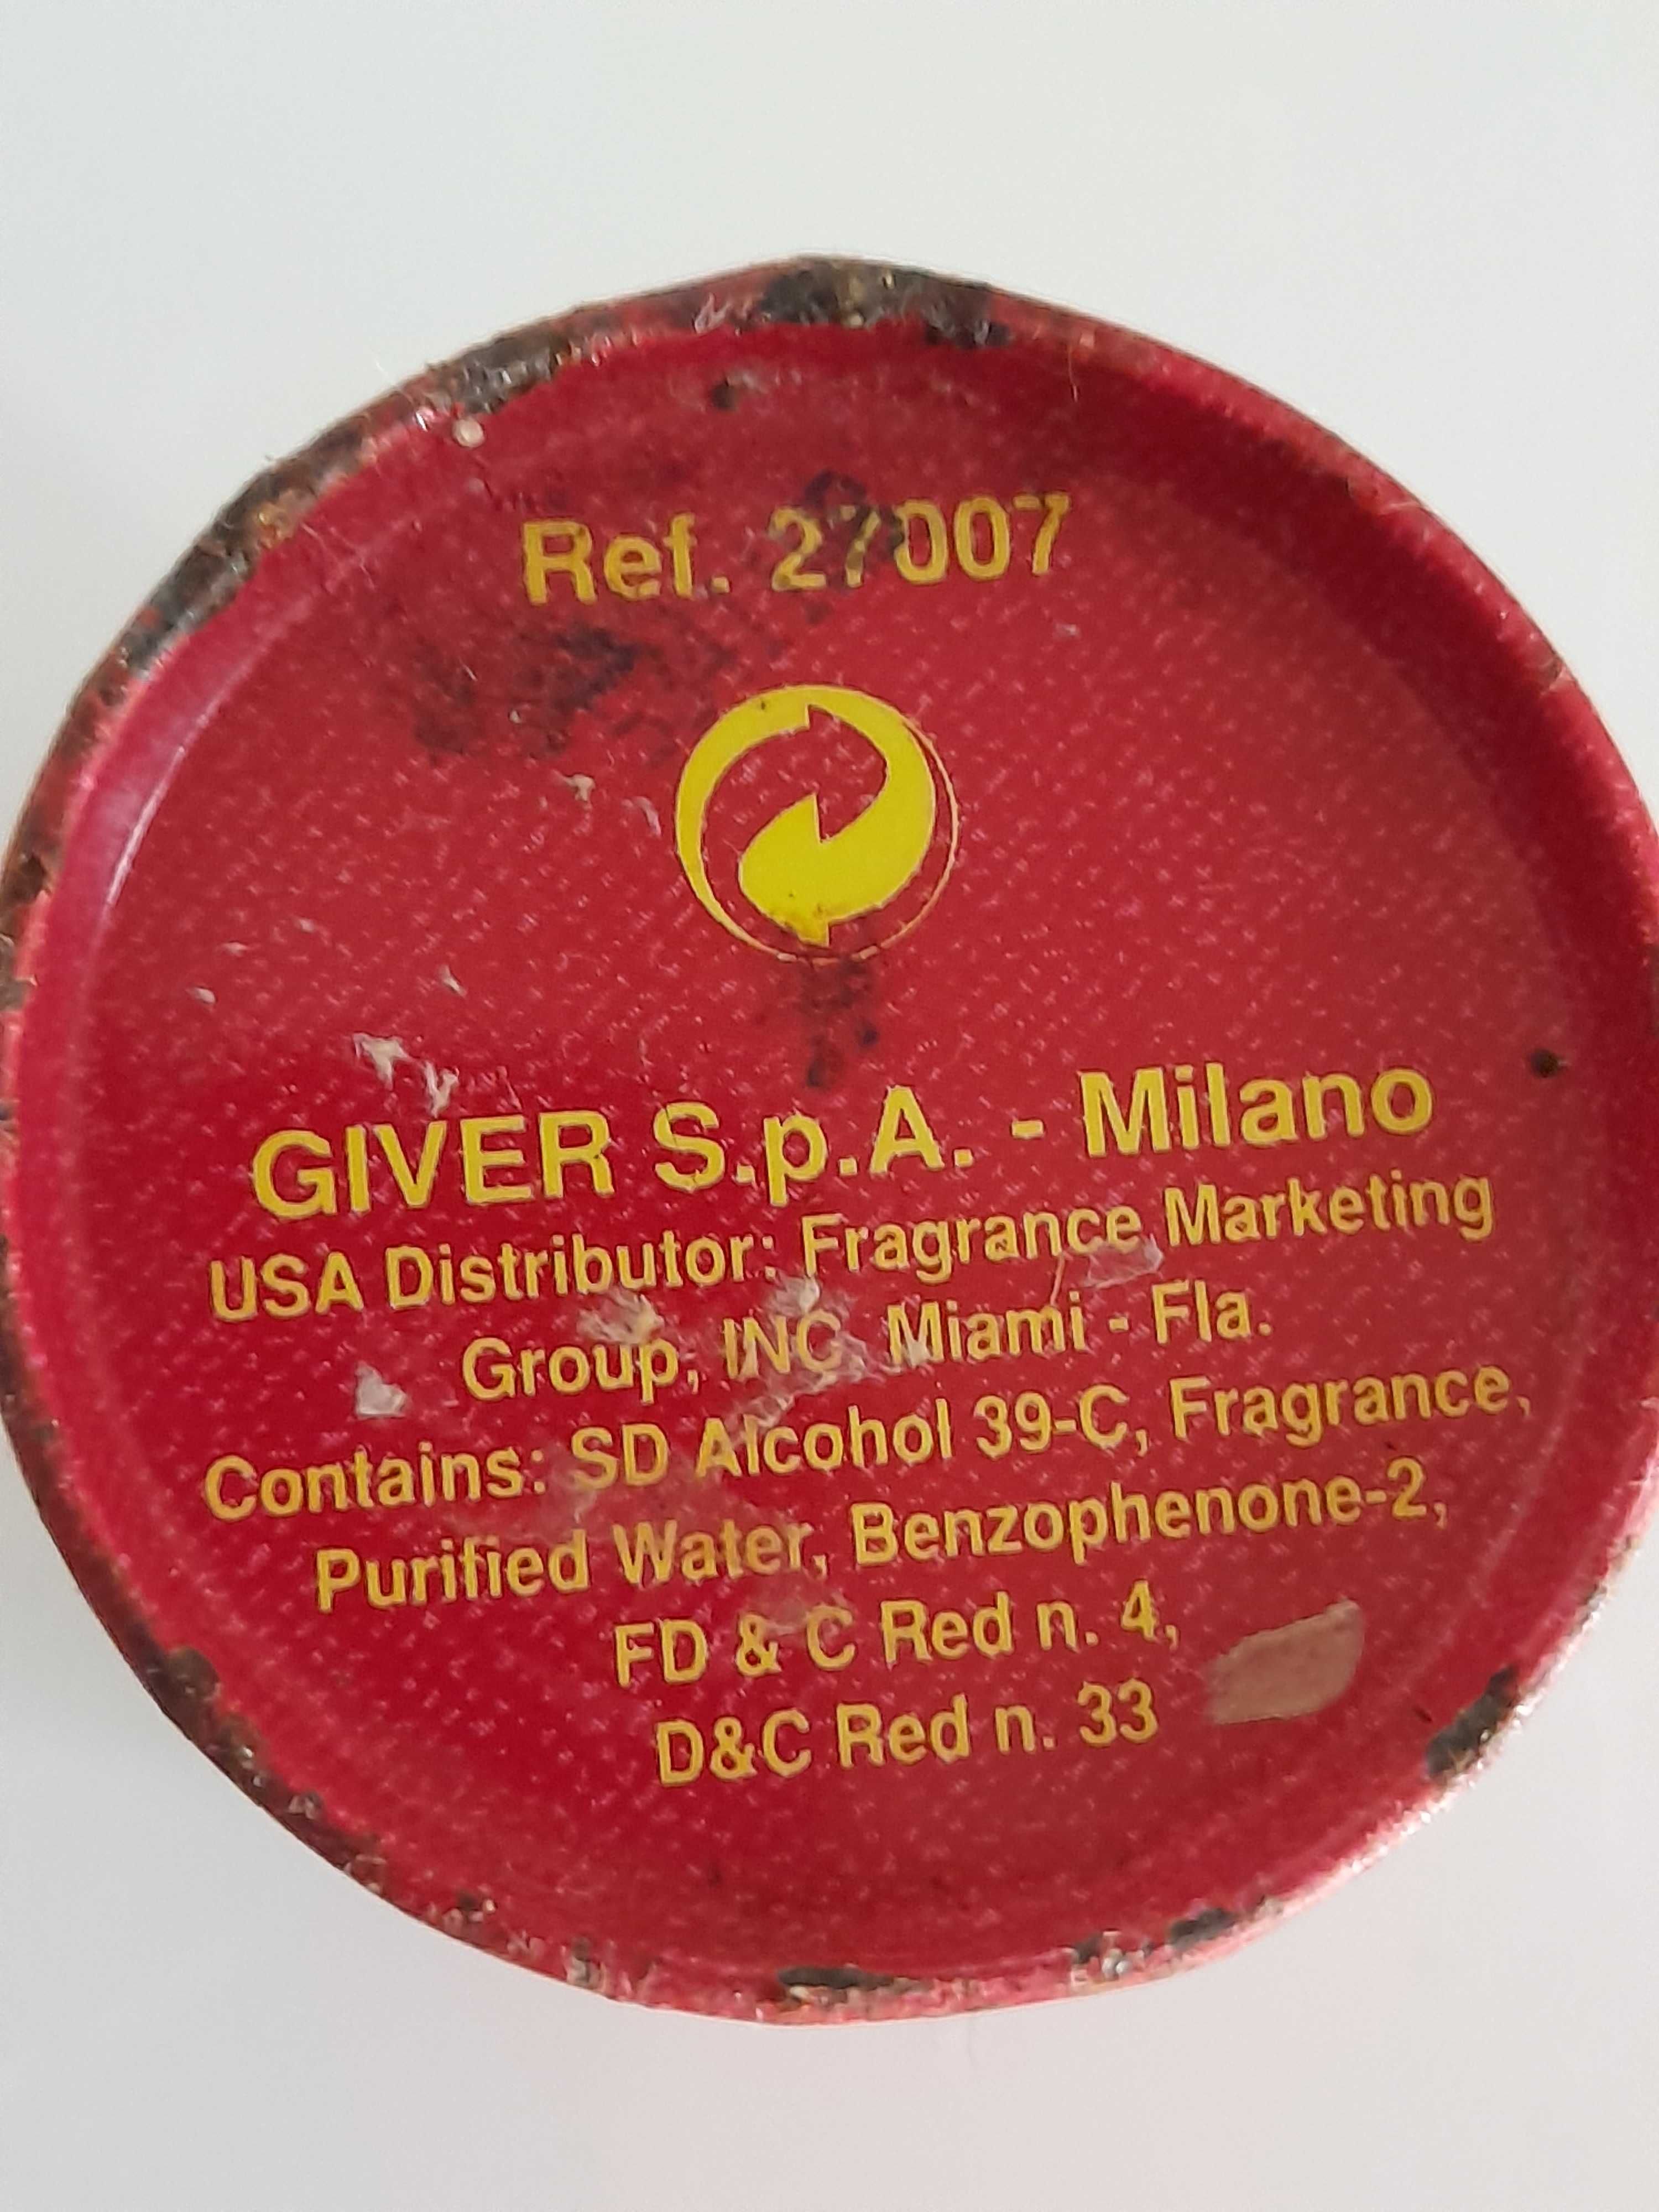 Ref. 27007
GIVER S.p.A. - Milano
USA Distributor: Fragrance Marketing
Group, INC. Miami - Fla.
Contains: SD Alcohol 39-C, Fragrance,
Purified Water, Benzophenone-2,
FD & C Red n. 4,
D&C Red n. 33